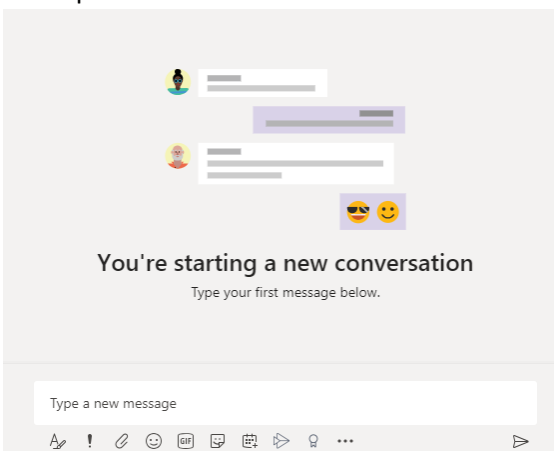 You're starting a new conversation
Type your first message below.
Type a new message
GIF